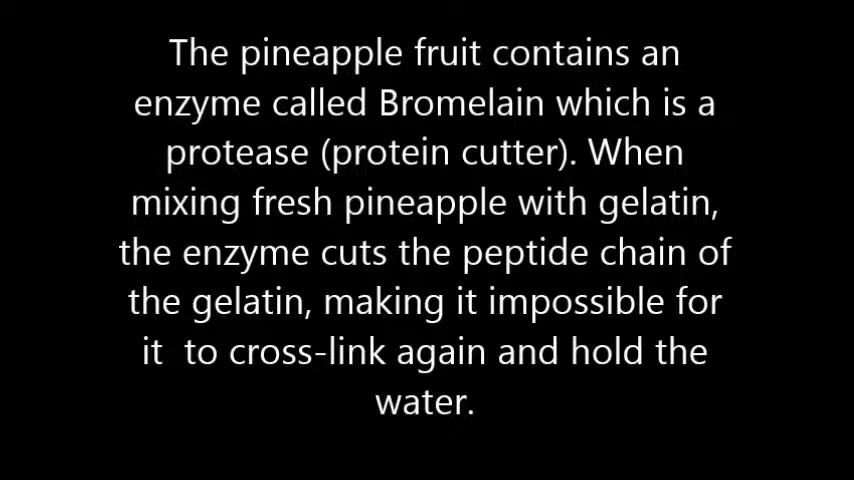 The pineapple fruit contains an
enzyme called Bromelain which is a
protease (protein cutter). When
mixing fresh pineapple with gelatin,
the enzyme cuts the peptide chain of
the gelatin, making it impossible for
it  to cross-link again and hold the
water.